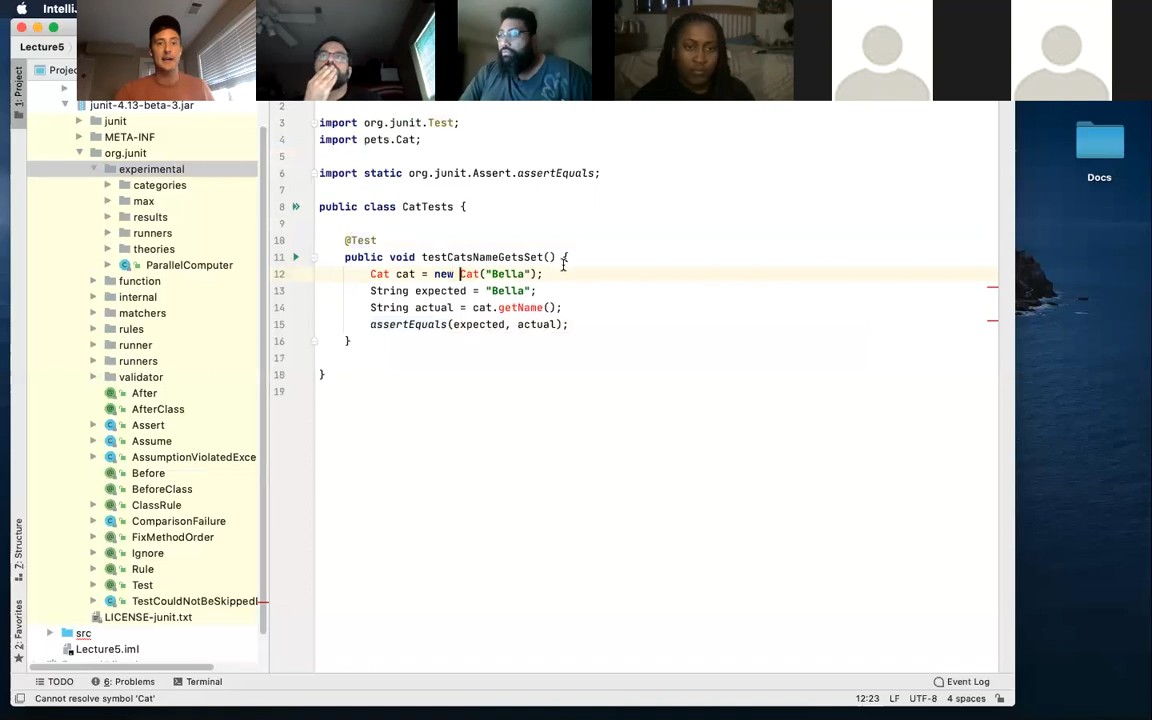 IntelliJ
Lecture5
1: Project
Projec
junit-4.13-beta-3.jar
junit
META-INF
org.junit
experimental
categories
max
results
runners
theories
ParallelComputer
function
internal
matchers
rules
runner
runners
validator
After
AfterClass
Assert
Assume
AssumptionViolatedExce
Before
BeforeClass
ClassRule
ComparisonFailure
FixMethodOrder
Ignore
Rule
Test
TestCouldNotBeSkippedI
LICENSE-junit.txt
src
Lecture5.iml
Z: Structure
2: Favorites
2
3 import org.junit.Test;
4 import pets.Cat;
5
6 import static org.junit.Assert.assertEquals;
7
8 public class CatTests {
9
10 @Test
11 public void testCatsNameGetsSet() {
12 Cat cat = new Cat("Bella");
13 String expected = "Bella";
14 String actual = cat.getName();
15 assertEquals(expected, actual);
16 }
17
18 }
19
Docs
TODO 6: Problems Terminal Event Log
Cannot resolve symbol 'Cat' 12:23 LF UTF-8 4 spaces